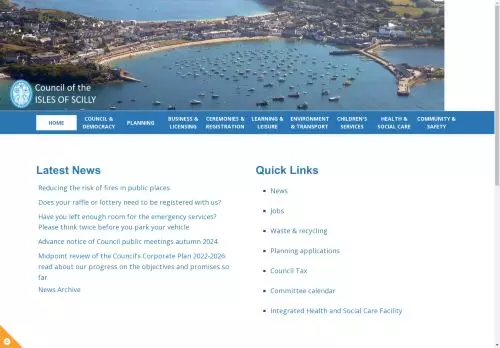 Council of the
ISLES OF SCILLY
HOME
COUNCIL &
DEMOCRACY
PLANNING
BUSINESS &
LICENSING
CEREMONIES &
REGISTRATION
LEARNING &
LEISURE
ENVIRONMENT
& TRANSPORT
CHILDREN'S
SERVICES
HEALTH &
SOCIAL CARE
COMMUNITY &
SAFETY
Latest News
Reducing the risk of fires in public places
Does your raffle or lottery need to be registered with us?
Have you left enough room for the emergency services?
Please think twice before you park your vehicle
Advance notice of Council public meetings autumn 2024
Midpoint review of the Council's Corporate Plan 2022-2026:
read about our progress on the objectives and promises so
far
News Archive
Quick Links
News
Jobs
Waste & recycling
Planning applications
Council Tax
Committee calendar
Integrated Health and Social Care Facility